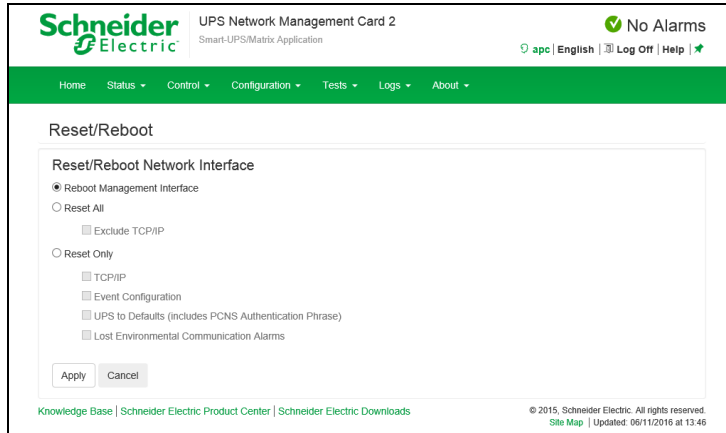 Schneider Electric
UPS Network Management Card 2
Smart-UPS/Matrix Application
No Alarms
apc | English | Log Off | Help |
Home Status Control Configuration Tests Logs About
Reset/Reboot
Reset/Reboot Network Interface
Reboot Management Interface
Reset All
Exclude TCP/IP
Reset Only
TCP/IP
Event Configuration
UPS to Defaults (includes PCNS Authentication Phrase)
Lost Environmental Communication Alarms
Apply Cancel
Knowledge Base | Schneider Electric Product Center | Schneider Electric Downloads
© 2015, Schneider Electric. All rights reserved.
Site Map | Updated: 06/11/2016 at 13:46